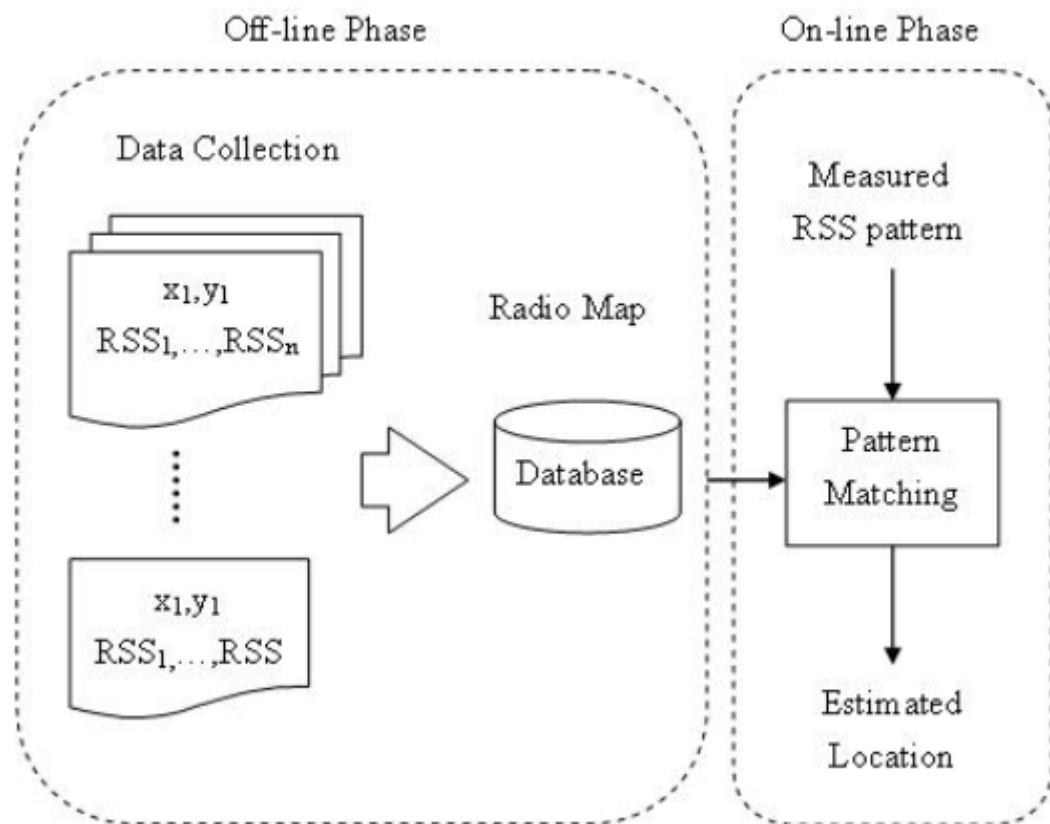 Off-line Phase
On-line Phase
Data Collection
x₁,y₁
RSS₁,...,RSSₙ
x₁,y₁
RSS₁,...,RSS
Radio Map
Database
Measured
RSS pattern
Pattern
Matching
Estimated
Location